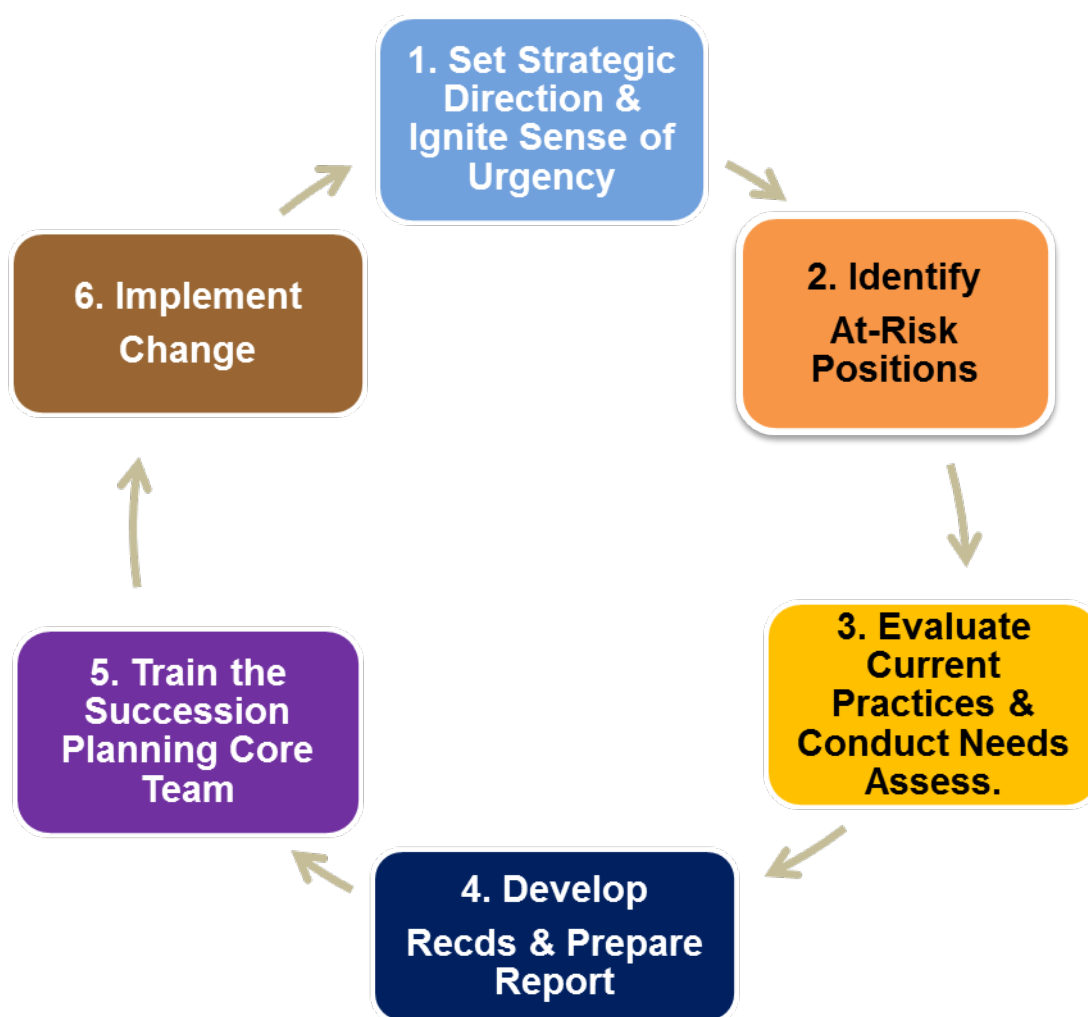 1. Set Strategic
Direction &
Ignite Sense of
Urgency
2. Identify
At-Risk
Positions
3. Evaluate
Current
Practices &
Conduct Needs
Assess.
4. Develop
Recds & Prepare
Report
5. Train the
Succession
Planning Core
Team
6. Implement
Change